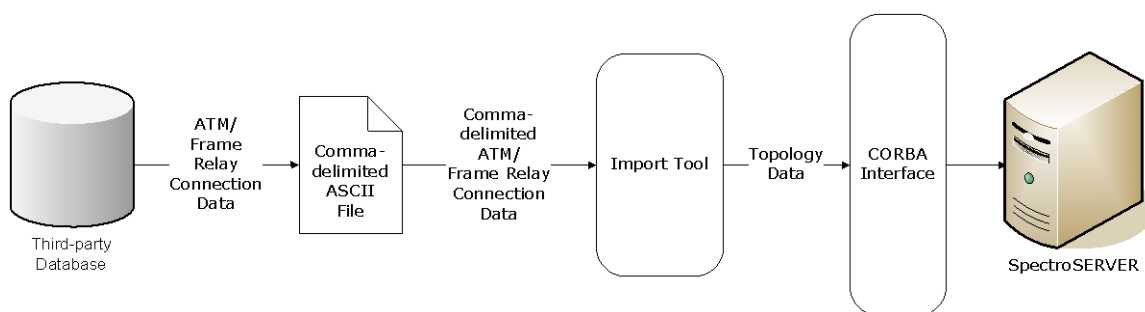 Third-party
Database
ATM/
Frame
Relay
Connection
Data
Comma-
delimited
ASCII
File
Comma-
delimited
ATM/
Frame Relay
Connection
Data
Import Tool
Topology
Data
CORBA
Interface
SpectroSERVER